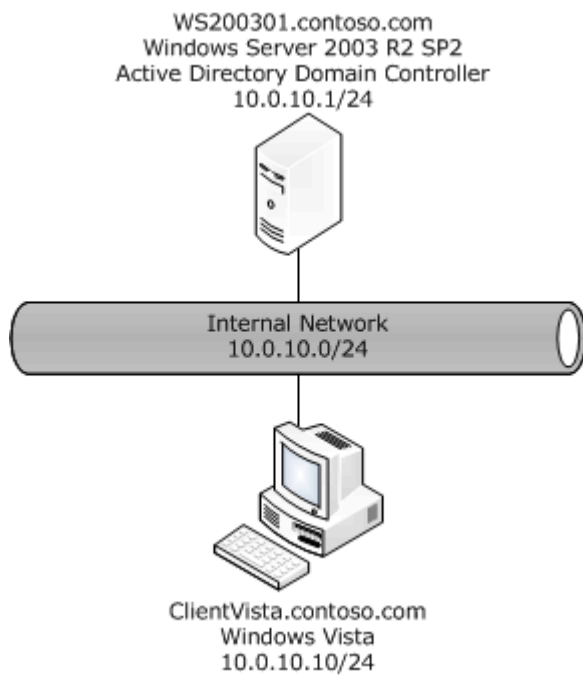 WS200301.contoso.com
Windows Server 2003 R2 SP2
Active Directory Domain Controller
10.0.10.1/24
Internal Network
10.0.10.0/24
ClientVista.contoso.com
Windows Vista
10.0.10.10/24